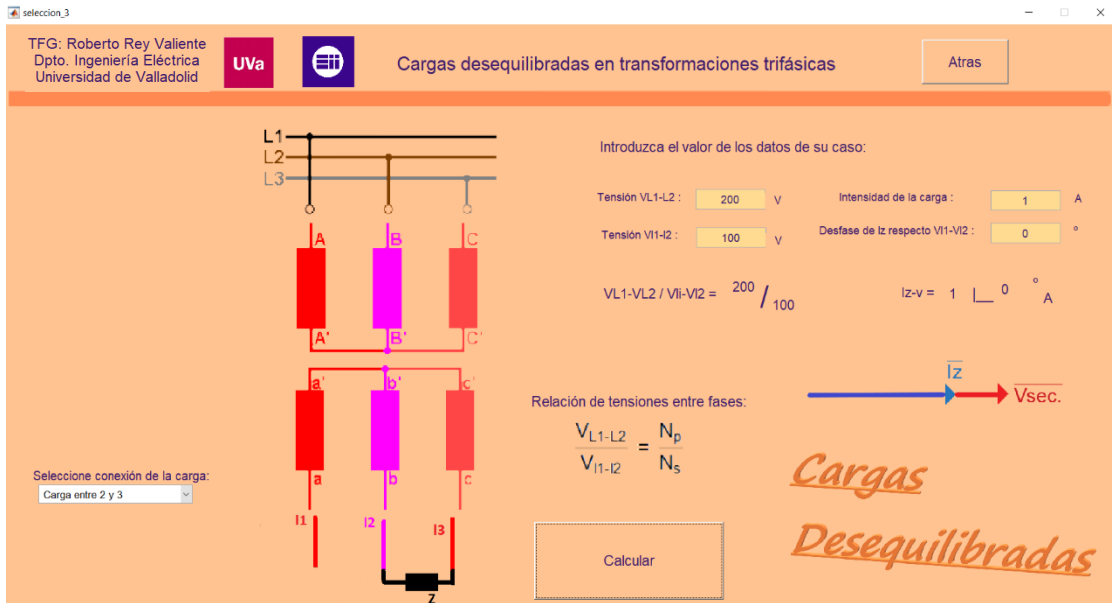 seleccion_3
TFG: Roberto Rey Valiente
Dpto. Ingeniería Eléctrica
Universidad de Valladolid
UVa
Cargas desequilibradas en transformaciones trifásicas
Atras
L1
L2
L3
A
B
C
A'
B'
C'
a'
b'
c'
a
b
c
I1
I2
I3
Z
Seleccione conexión de la carga:
Carga entre 2 y 3
Introduzca el valor de los datos de su caso:
Tensión VL1-L2 : 200 V
Intensidad de la carga : 1 A
Tensión Vl1-l2 : 100 V
Desfase de Iz respecto Vl1-Vl2 : 0 º
VL1-VL2 / Vli-Vl2 = 200 / 100
Iz-v = 1 |__ 0 º A
Iz
Vsec.
Relación de tensiones entre fases:
VL1-L2 = Np
Vl1-l2 Ns
Cargas
Desequilibradas
Calcular